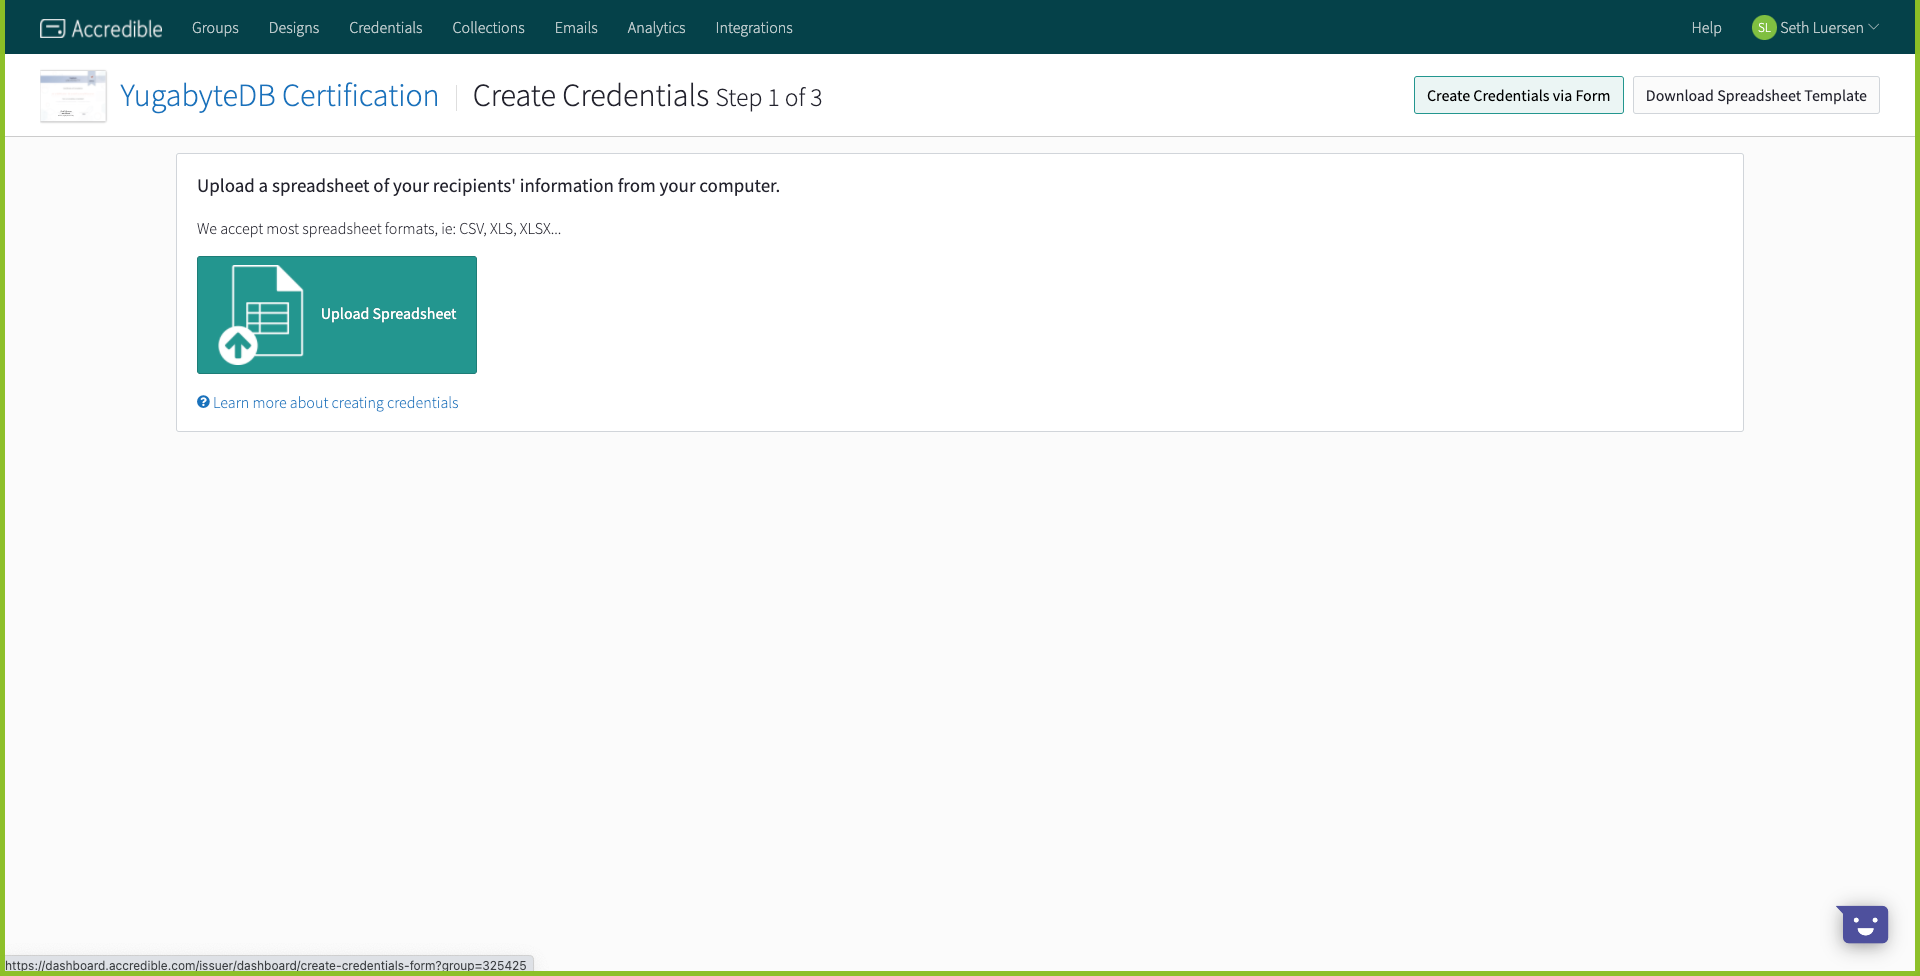 Accredible Groups Designs Credentials Collections Emails Analytics Integrations Help SL Seth Luersen
YugabyteDB Certification Create Credentials Step 1 of 3 Create Credentials via Form Download Spreadsheet Template
Upload a spreadsheet of your recipients' information from your computer.
We accept most spreadsheet formats, ie: CSV, XLS, XLSX...
Upload Spreadsheet
Learn more about creating credentials
https://dashboard.accredible.com/issuer/dashboard/create-credentials-form?group=325425